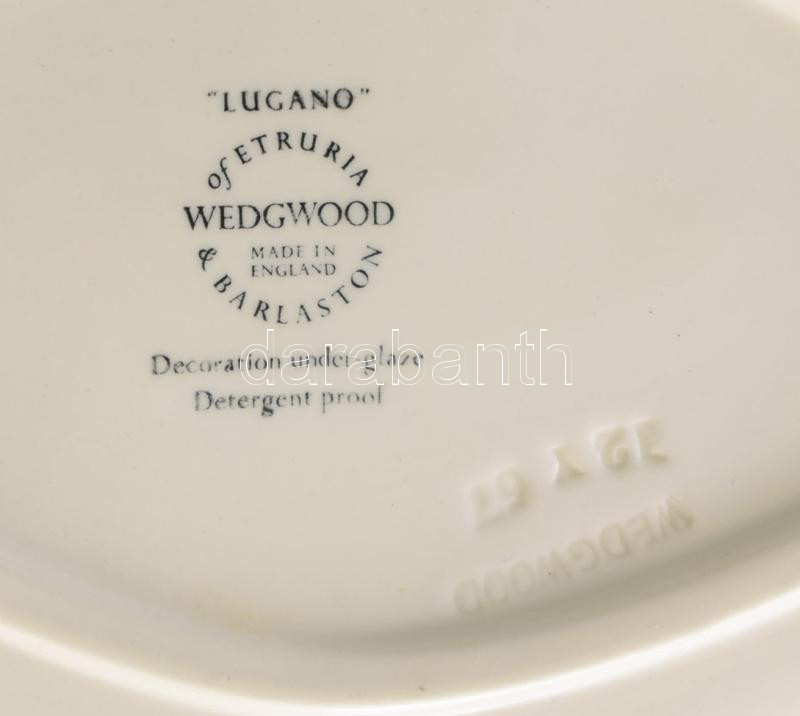 "LUGANO"
of ETRURIA
WEDGWOOD
MADE IN
ENGLAND
& BARLASTON
Decoration under-glaze
Detergent proof
darabanth
WEDGWOOD